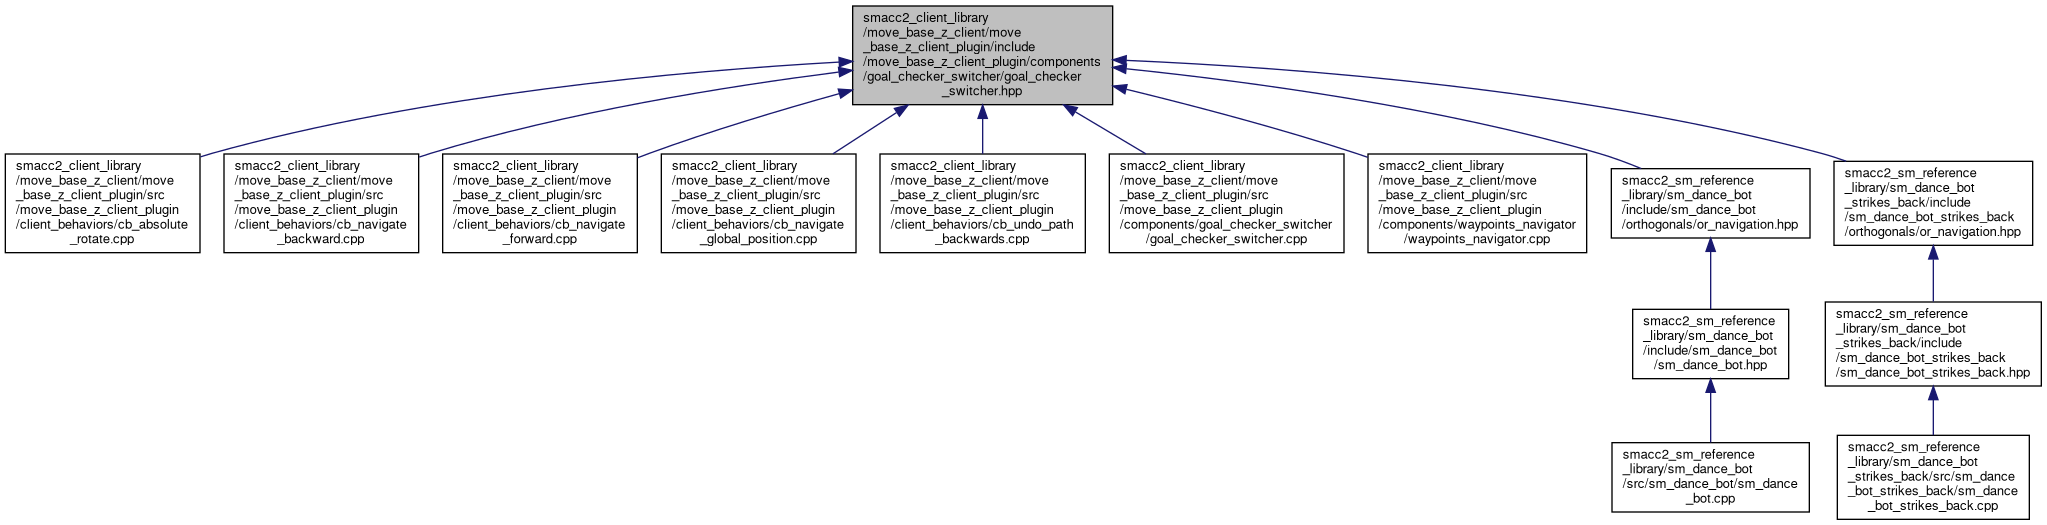 smacc2_client_library
/move_base_z_client/move
_base_z_client_plugin/include
/move_base_z_client_plugin/components
/goal_checker_switcher/goal_checker
_switcher.hpp
smacc2_client_library
/move_base_z_client/move
_base_z_client_plugin/src
/move_base_z_client_plugin
/client_behaviors/cb_absolute
_rotate.cpp
smacc2_client_library
/move_base_z_client/move
_base_z_client_plugin/src
/move_base_z_client_plugin
/client_behaviors/cb_navigate
_backward.cpp
smacc2_client_library
/move_base_z_client/move
_base_z_client_plugin/src
/move_base_z_client_plugin
/client_behaviors/cb_navigate
_forward.cpp
smacc2_client_library
/move_base_z_client/move
_base_z_client_plugin/src
/move_base_z_client_plugin
/client_behaviors/cb_navigate
_global_position.cpp
smacc2_client_library
/move_base_z_client/move
_base_z_client_plugin/src
/move_base_z_client_plugin
/client_behaviors/cb_undo_path
_backwards.cpp
smacc2_client_library
/move_base_z_client/move
_base_z_client_plugin/src
/move_base_z_client_plugin
/components/goal_checker_switcher
/goal_checker_switcher.cpp
smacc2_client_library
/move_base_z_client/move
_base_z_client_plugin/src
/move_base_z_client_plugin
/components/waypoints_navigator
/waypoints_navigator.cpp
smacc2_sm_reference
_library/sm_dance_bot
/include/sm_dance_bot
/orthogonals/or_navigation.hpp
smacc2_sm_reference
_library/sm_dance_bot
_strikes_back/include
/sm_dance_bot_strikes_back
/orthogonals/or_navigation.hpp
smacc2_sm_reference
_library/sm_dance_bot
/include/sm_dance_bot
/sm_dance_bot.hpp
smacc2_sm_reference
_library/sm_dance_bot
_strikes_back/include
/sm_dance_bot_strikes_back
/sm_dance_bot_strikes_back.hpp
smacc2_sm_reference
_library/sm_dance_bot
/src/sm_dance_bot/sm_dance
_bot.cpp
smacc2_sm_reference
_library/sm_dance_bot
_strikes_back/src/sm_dance
_bot_strikes_back/sm_dance
_bot_strikes_back.cpp